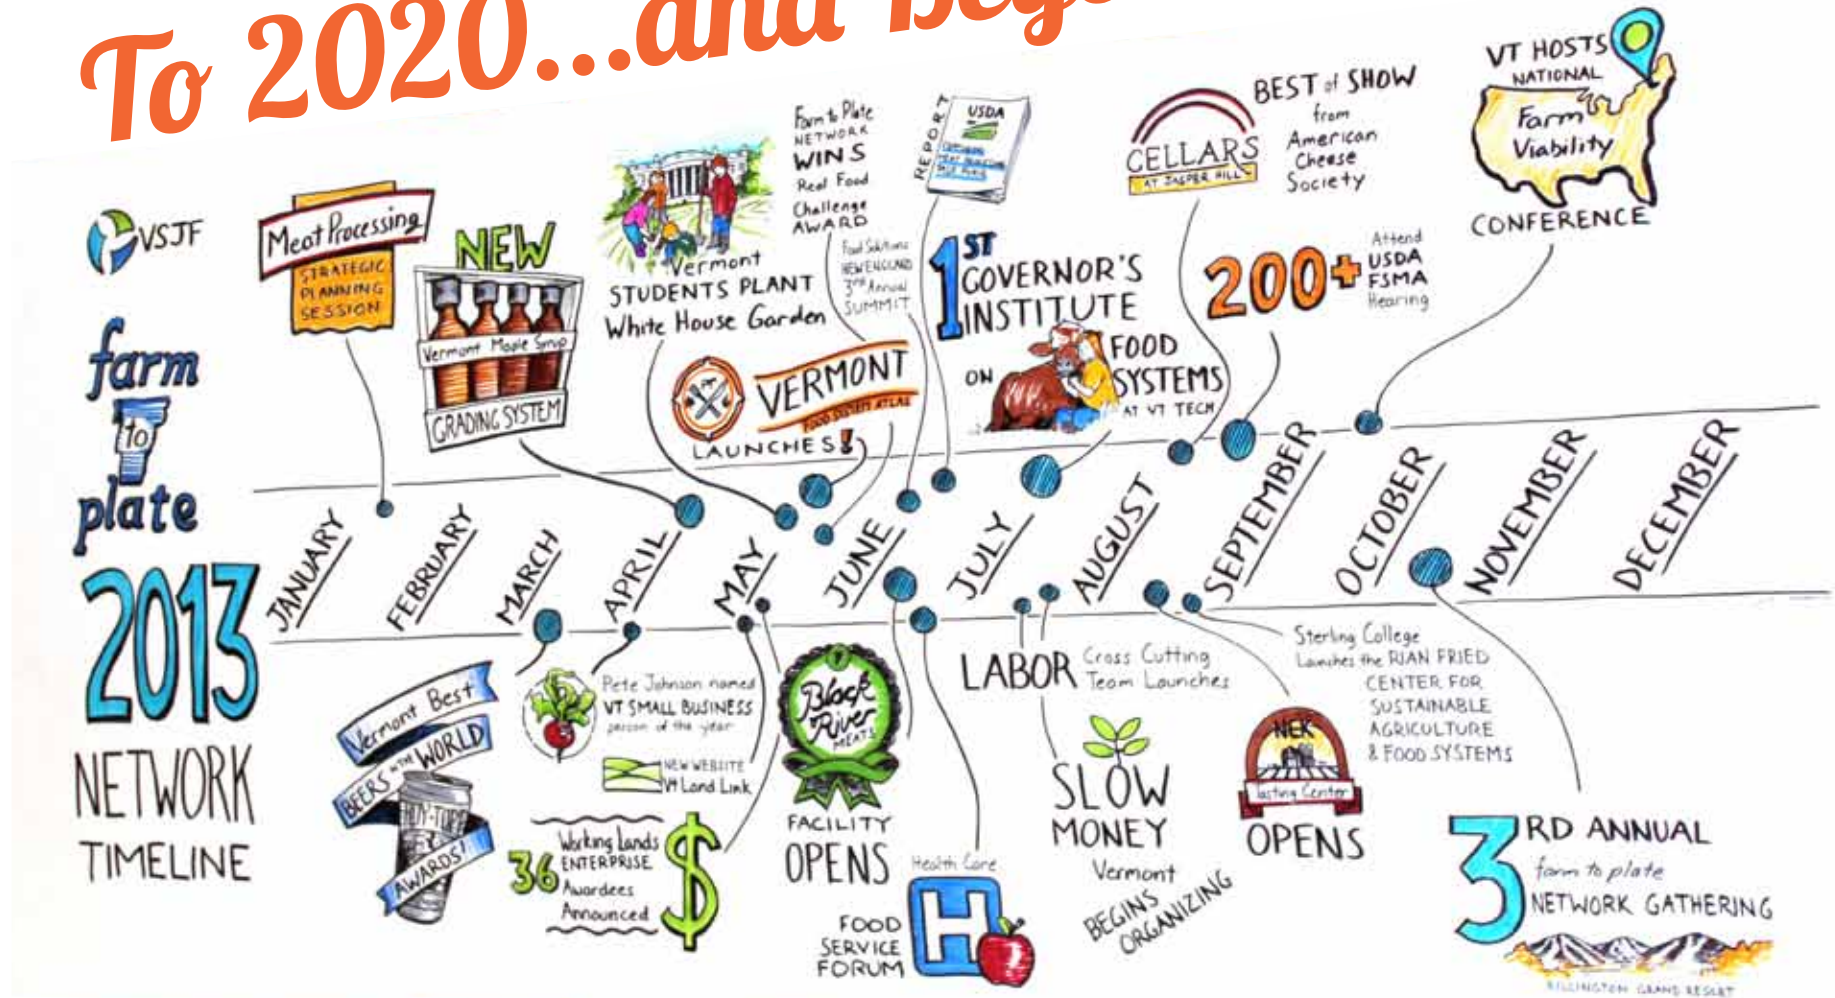 To 2020...and
VSJF
farm
to
plate
2013
NETWORK
TIMELINE
Meat Processing
STRATEGIC
PLANNING
SESSION
NEW
Vermont Maple Syrup
GRADING SYSTEM
Vermont
STUDENTS PLANT
White House Garden
Farm to Plate
NETWORK
WINS
Real Food
Challenge
AWARD
Food Solutions
NEW ENGLAND
3rd Annual
SUMMIT
VERMONT
FOOD SYSTEM ATLAS
LAUNCHES!
REPORT
USDA
1ST
GOVERNOR'S
INSTITUTE
ON
FOOD
SYSTEMS
AT VT TECH
CELLARS
AT JASPER HILL
BEST of SHOW
from
American
Cheese
Society
200+
Attend
USDA
FSMA
Hearing
VT HOSTS
NATIONAL
Farm
Viability
CONFERENCE
JANUARY
FEBRUARY
MARCH
APRIL
MAY
JUNE
JULY
AUGUST
SEPTEMBER
OCTOBER
NOVEMBER
DECEMBER
Vermont Best
BEERS in the WORLD
AWARDS!
Pete Johnson named
VT SMALL BUSINESS
person of the year
NEW WEBSITE
Vt Land Link
36
Working Lands
ENTERPRISE
Awardees
Announced
$
Black
River
MEATS
FACILITY
OPENS
Health Care
H
FOOD
SERVICE
FORUM
LABOR
Cross Cutting
Team Launches
SLOW
MONEY
Vermont
BEGINS
ORGANIZING
NEK
Tasting Center
OPENS
Sterling College
Launches the RIAN FRIED
CENTER FOR
SUSTAINABLE
AGRICULTURE
& FOOD SYSTEMS
3RD ANNUAL
farm to plate
NETWORK GATHERING
KILLINGTON GRAND RESORT